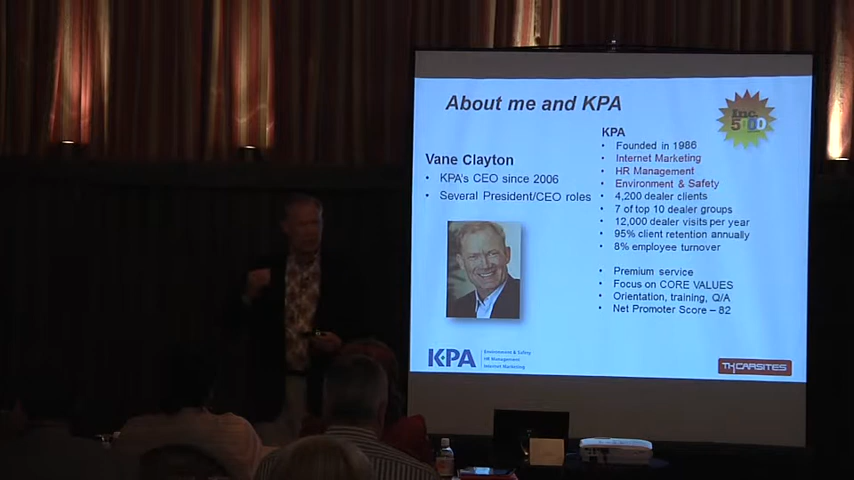 About me and KPA
Inc.
5000
Vane Clayton
• KPA's CEO since 2006
• Several President/CEO roles
KPA
• Founded in 1986
• Internet Marketing
• HR Management
• Environment & Safety
• 4,200 dealer clients
• 7 of top 10 dealer groups
• 12,000 dealer visits per year
• 95% client retention annually
• 8% employee turnover
• Premium service
• Focus on CORE VALUES
• Orientation, training, Q/A
• Net Promoter Score – 82
KPA
Environment & Safety
HR Management
Internet Marketing
TKCARSITES